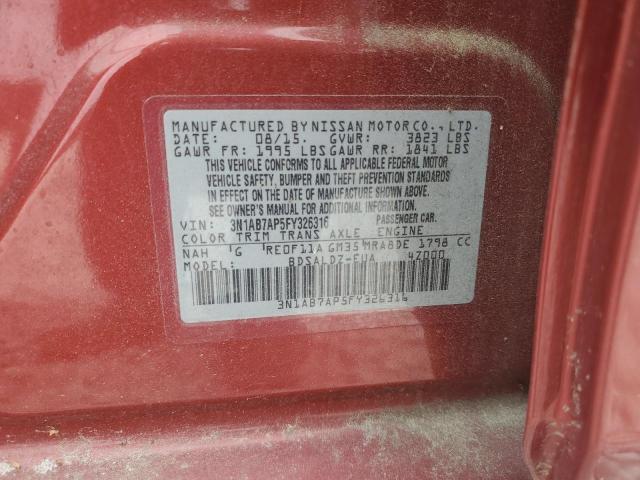 MANUFACTURED BY NISSAN MOTOR CO., LTD.
DATE: 08/15. GVWR: 3823 LBS
GAWR FR: 1995 LBS GAWR RR: 1841 LBS
THIS VEHICLE CONFORMS TO ALL APPLICABLE FEDERAL MOTOR
VEHICLE SAFETY, BUMPER AND THEFT PREVENTION STANDARDS
IN EFFECT ON THE DATE OF MANUFACTURE SHOWN ABOVE.
SEE OWNER'S MANUAL FOR ADDITIONAL INFORMATION.
VIN: 3N1AB7AP5FY326316 PASSENGER CAR.
COLOR TRIM TRANS AXLE ENGINE
NAH G RE0F11A GM35 MRA8DE 1798 CC
MODEL: BDSALDZ-EUA 4Z000
3N1AB7AP5FY326316